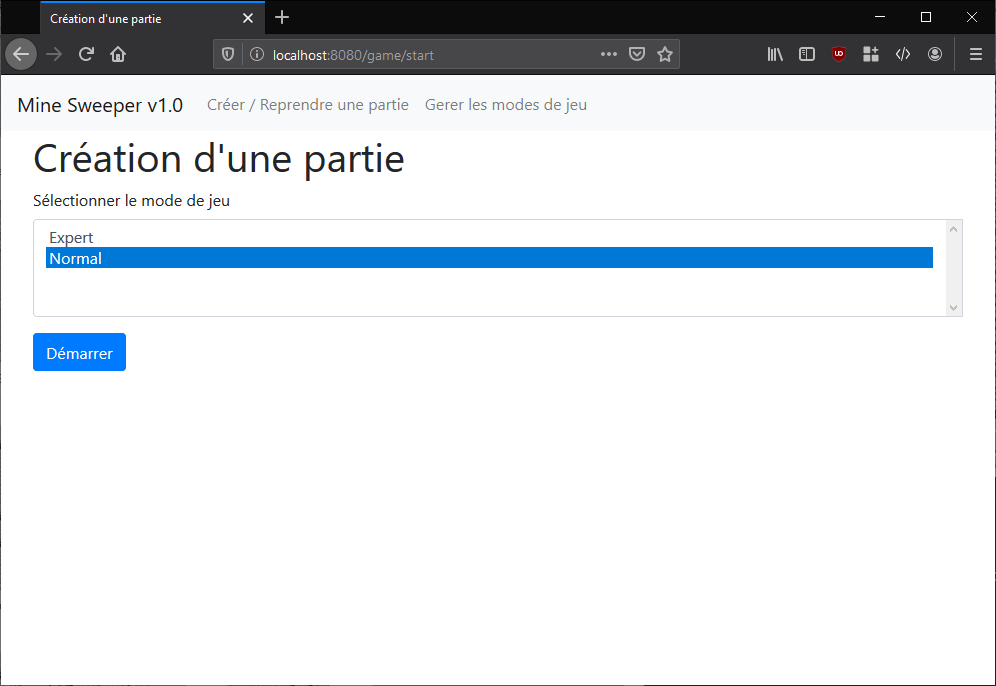 Création d'une partie
localhost:8080/game/start
Mine Sweeper v1.0 Créer / Reprendre une partie Gerer les modes de jeu
Création d'une partie
Sélectionner le mode de jeu
Expert
Normal
Démarrer